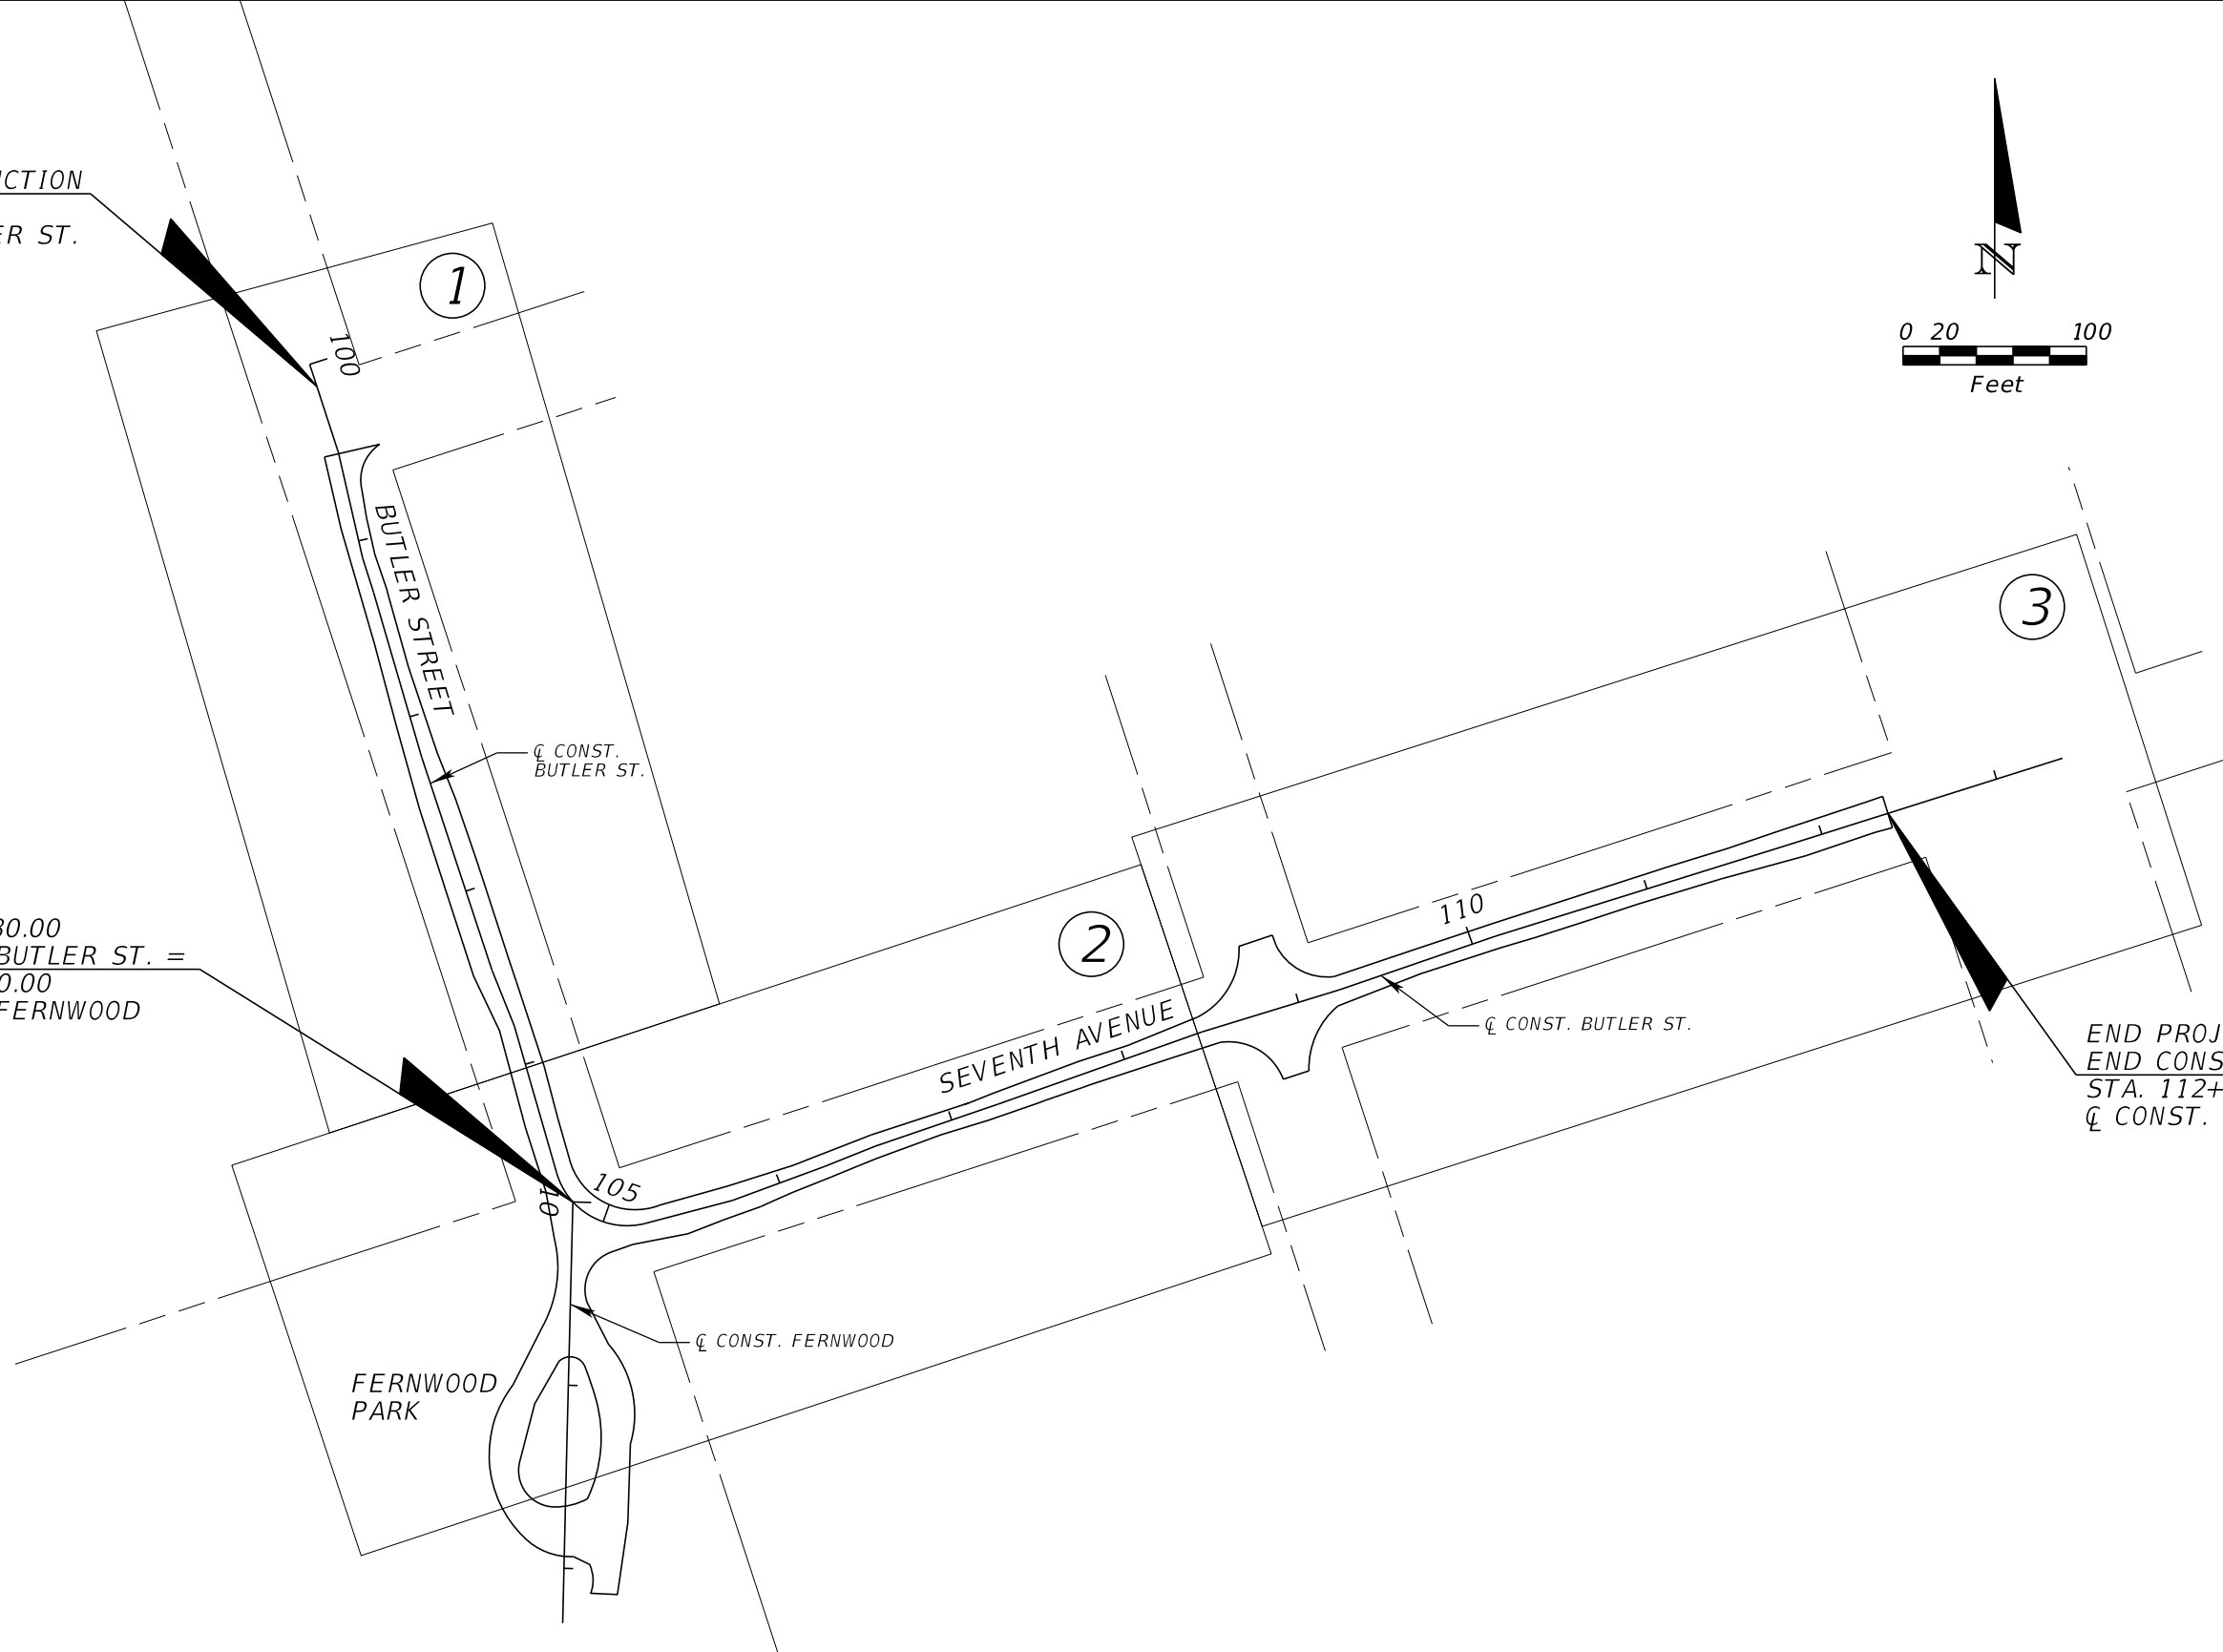 CTION
ER ST.
1
100
N
0 20 100
Feet
BUTLER STREET
3
℄ CONST.
BUTLER ST.
110
2
30.00
BUTLER ST. =
0.00
FERNWOOD
SEVENTH AVENUE
℄ CONST. BUTLER ST.
END PROJ
END CONS
STA. 112+
℄ CONST.
105
10
℄ CONST. FERNWOOD
FERNWOOD
PARK